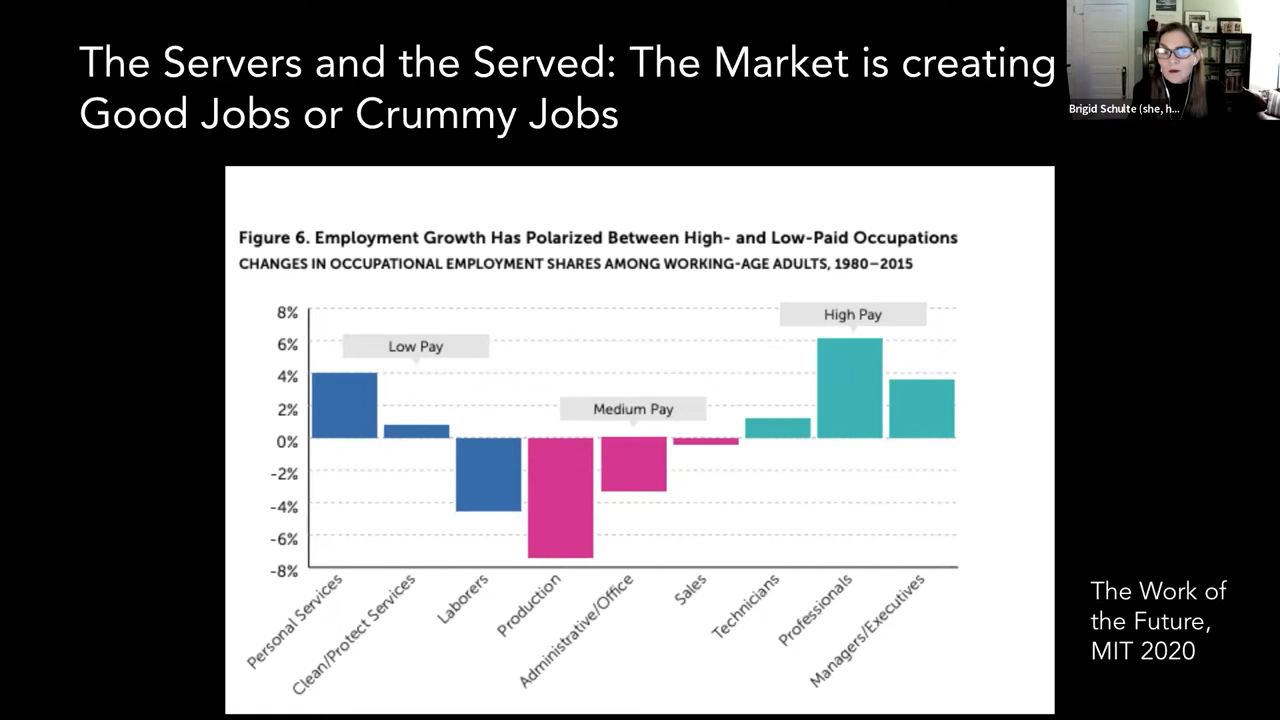 The Servers and the Served: The Market is creating
Good Jobs or Crummy Jobs
Brigid Schulte (she, h...
Figure 6. Employment Growth Has Polarized Between High- and Low-Paid Occupations
CHANGES IN OCCUPATIONAL EMPLOYMENT SHARES AMONG WORKING-AGE ADULTS, 1980–2015
8%
6%
4%
2%
0%
-2%
-4%
-6%
-8%
Low Pay
Medium Pay
High Pay
Personal Services
Clean/Protect Services
Laborers
Production
Administrative/Office
Sales
Technicians
Professionals
Managers/Executives
The Work of
the Future,
MIT 2020